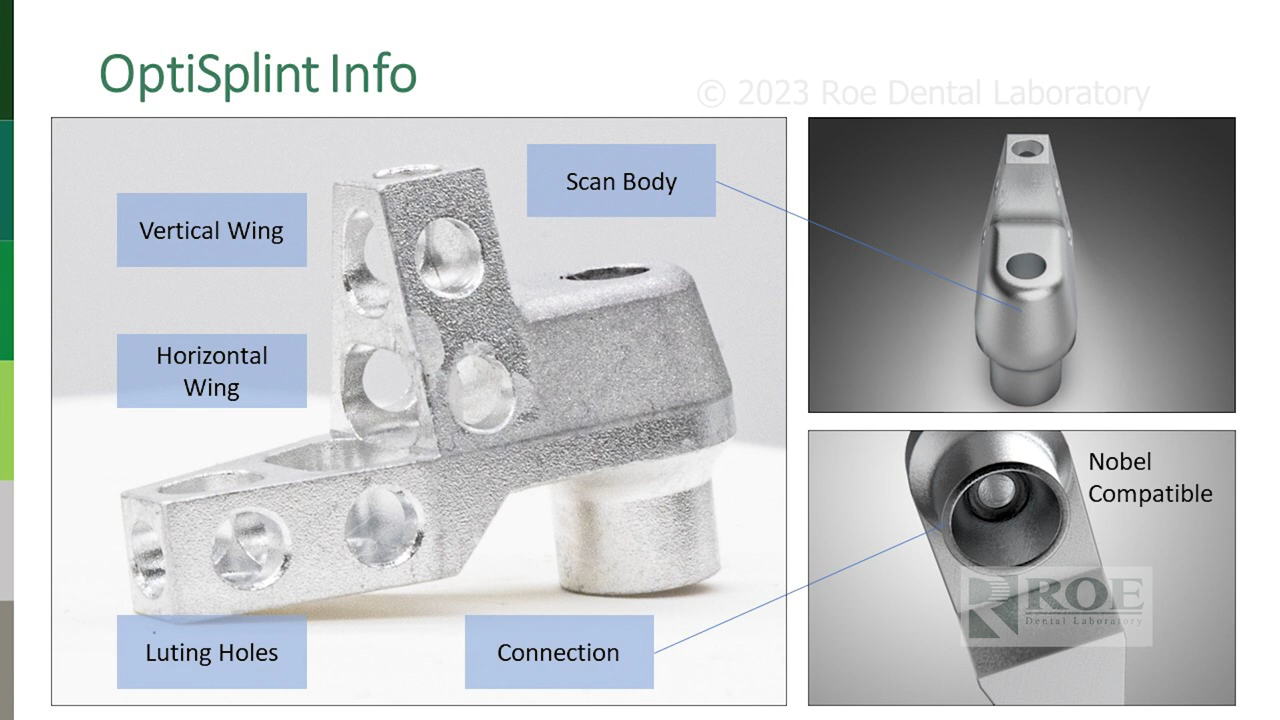 OptiSplint Info
© 2023 Roe Dental Laboratory
Scan Body
Vertical Wing
Horizontal
Wing
Nobel
Compatible
ROE
Dental Laboratory
Luting Holes
Connection